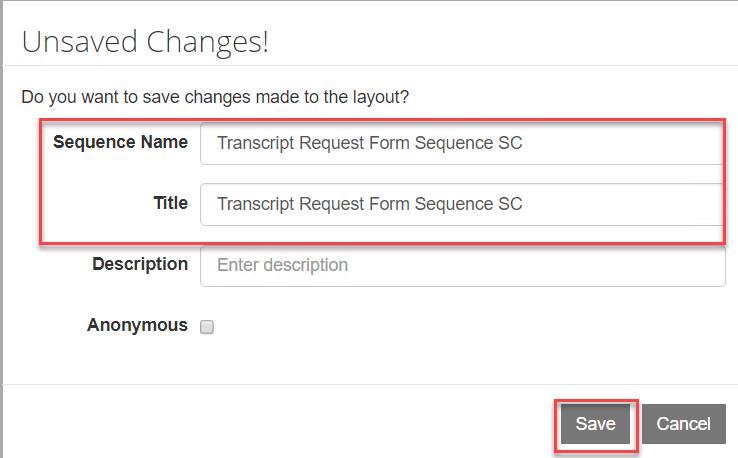 Unsaved Changes!
Do you want to save changes made to the layout?
Sequence Name Transcript Request Form Sequence SC
Title Transcript Request Form Sequence SC
Description Enter description
Anonymous
Save Cancel